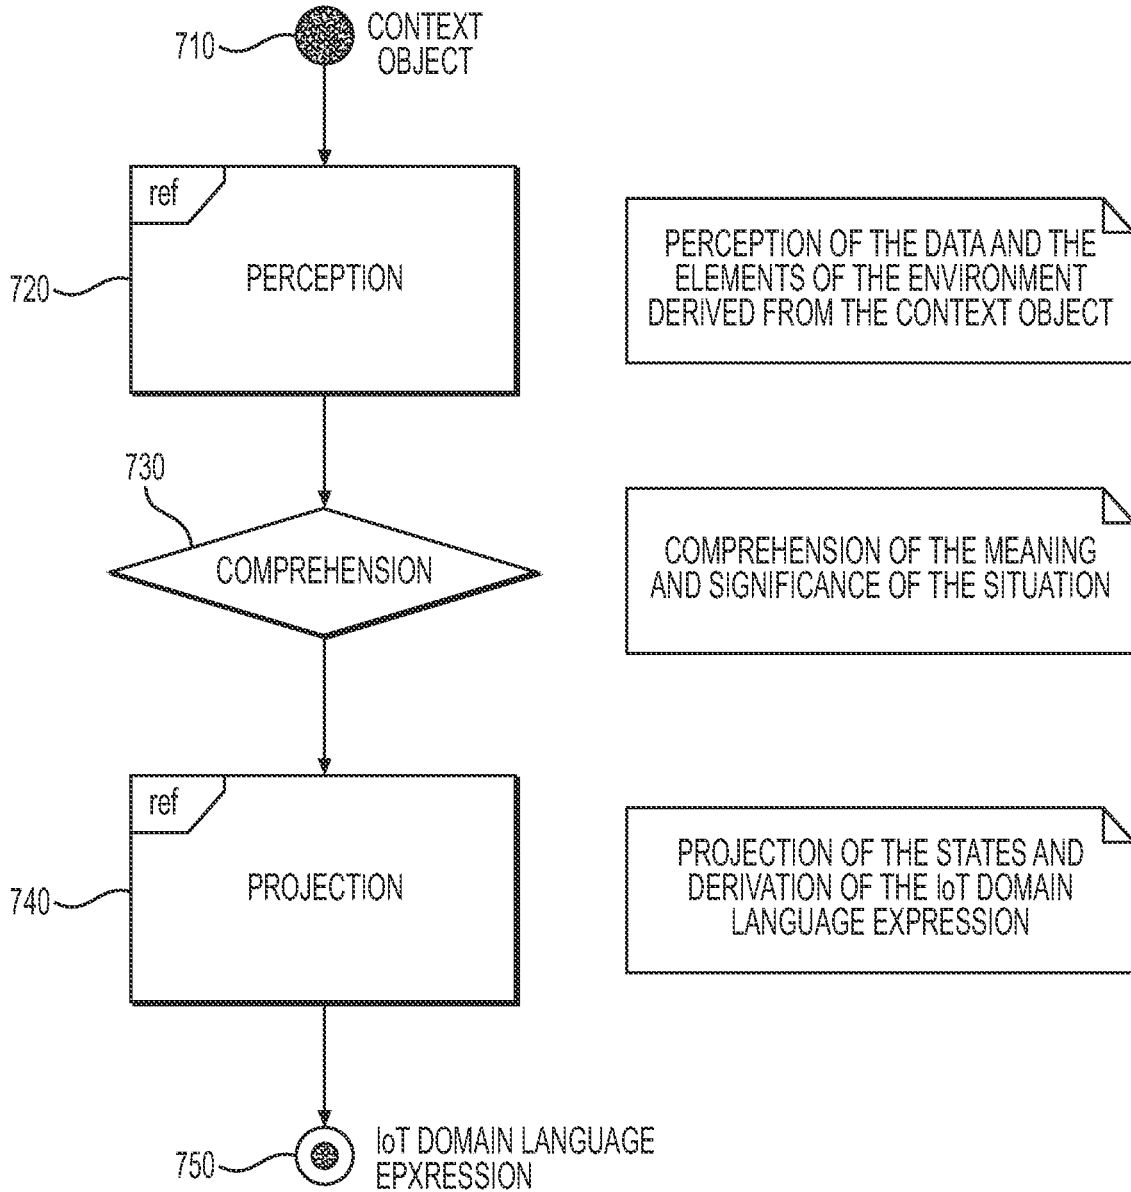 710
CONTEXT
OBJECT
ref
720
PERCEPTION
PERCEPTION OF THE DATA AND THE
ELEMENTS OF THE ENVIRONMENT
DERIVED FROM THE CONTEXT OBJECT
730
COMPREHENSION
COMPREHENSION OF THE MEANING
AND SIGNIFICANCE OF THE SITUATION
ref
740
PROJECTION
PROJECTION OF THE STATES AND
DERIVATION OF THE IoT DOMAIN
LANGUAGE EXPRESSION
750
IoT DOMAIN LANGUAGE
EPXRESSION